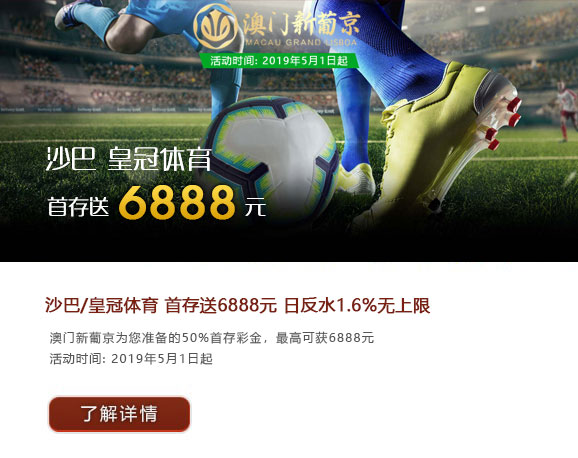 澳门新葡京
MACAU GRAND LISBOA
活动时间: 2019年5月1日起
沙巴 皇冠体育
首存送 6888 元
沙巴/皇冠体育 首存送6888元 日反水1.6%无上限
澳门新葡京为您准备的50%首存彩金，最高可获6888元
活动时间: 2019年5月1日起
了解详情